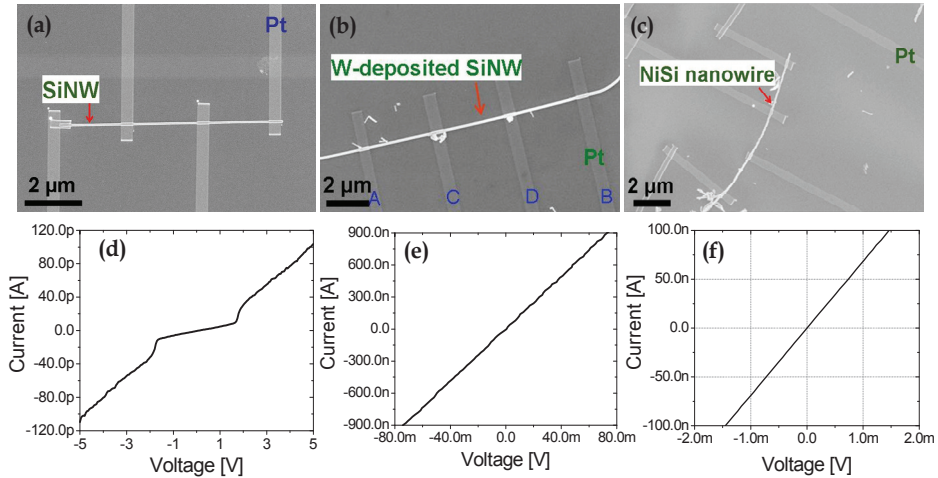 (a)
Pt
SiNW
2 µm
(b)
W-deposited SiNW
Pt
2 µm
A
C
D
B
(c)
Pt
NiSi nanowire
2 µm
(d)
120.0p
80.0p
40.0p
0.0
-40.0p
-80.0p
-120.0p
Current [A]
-5
-3
-1
1
3
5
Voltage [V]
(e)
900.0n
600.0n
300.0n
0.0
-300.0n
-600.0n
-900.0n
Current [A]
-80.0m
-40.0m
0.0
40.0m
80.0m
Voltage [V]
(f)
100.0n
50.0n
0.0
-50.0n
-100.0n
Current [A]
-2.0m
-1.0m
0.0
1.0m
2.0m
Voltage [V]